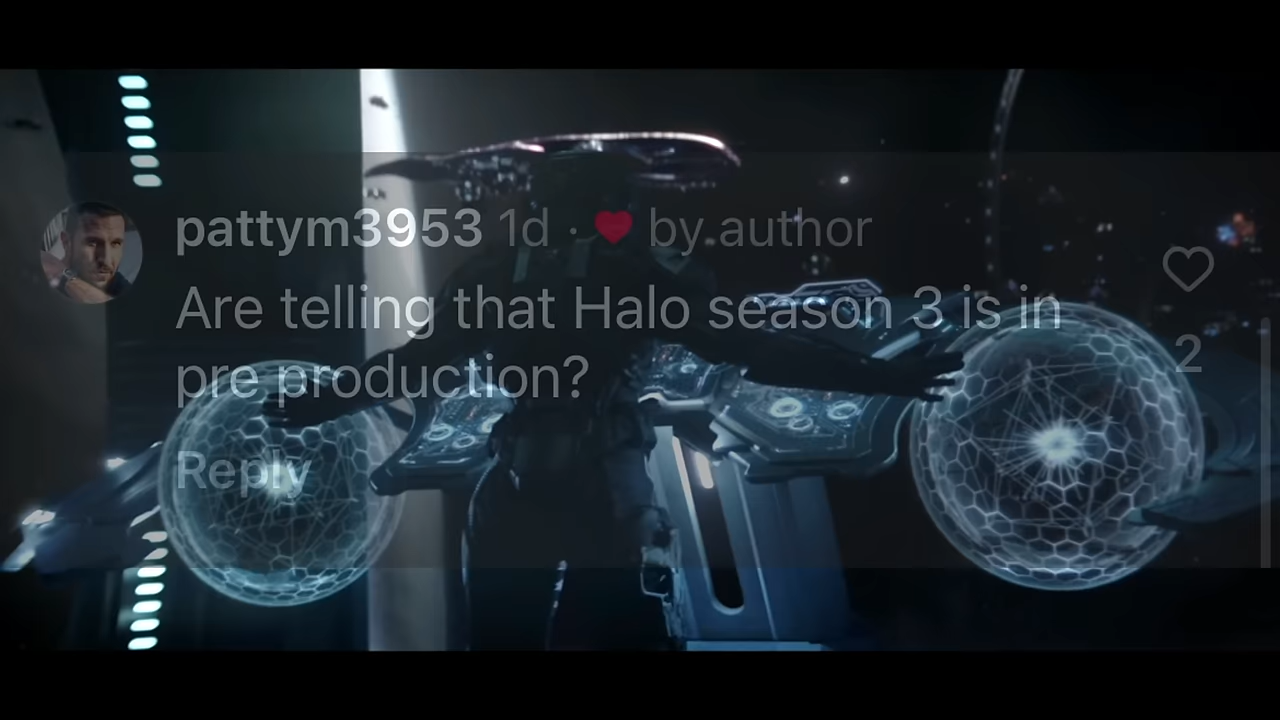 pattym3953 1d · ❤️ by author
Are telling that Halo season 3 is in
pre production?
2
Reply